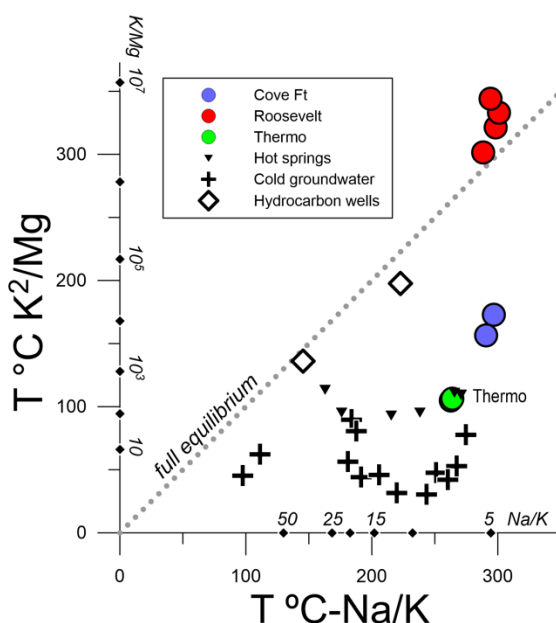 K/Mg
10⁷
Cove Ft
Roosevelt
Thermo
Hot springs
Cold groundwater
Hydrocarbon wells
300
10⁵
200
10³
100
10
0
T °C K²/Mg
full equilibrium
Thermo
50 25 15 5 Na/K
0 100 200 300
T ºC-Na/K